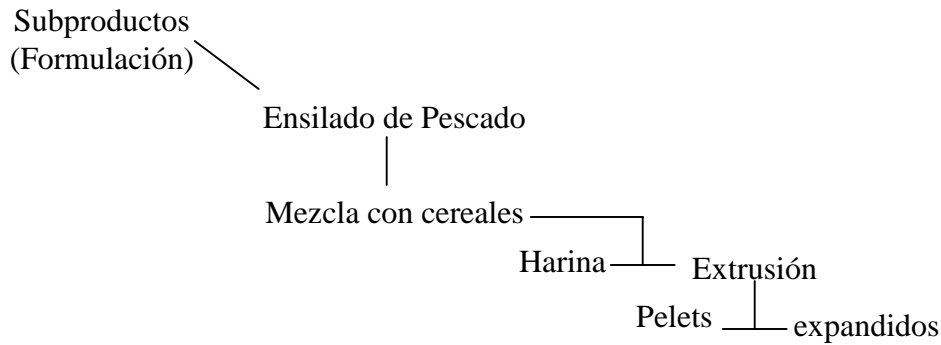 Subproductos
(Formulación)
Ensilado de Pescado
Mezcla con cereales
Harina
Extrusión
Pelets
expandidos